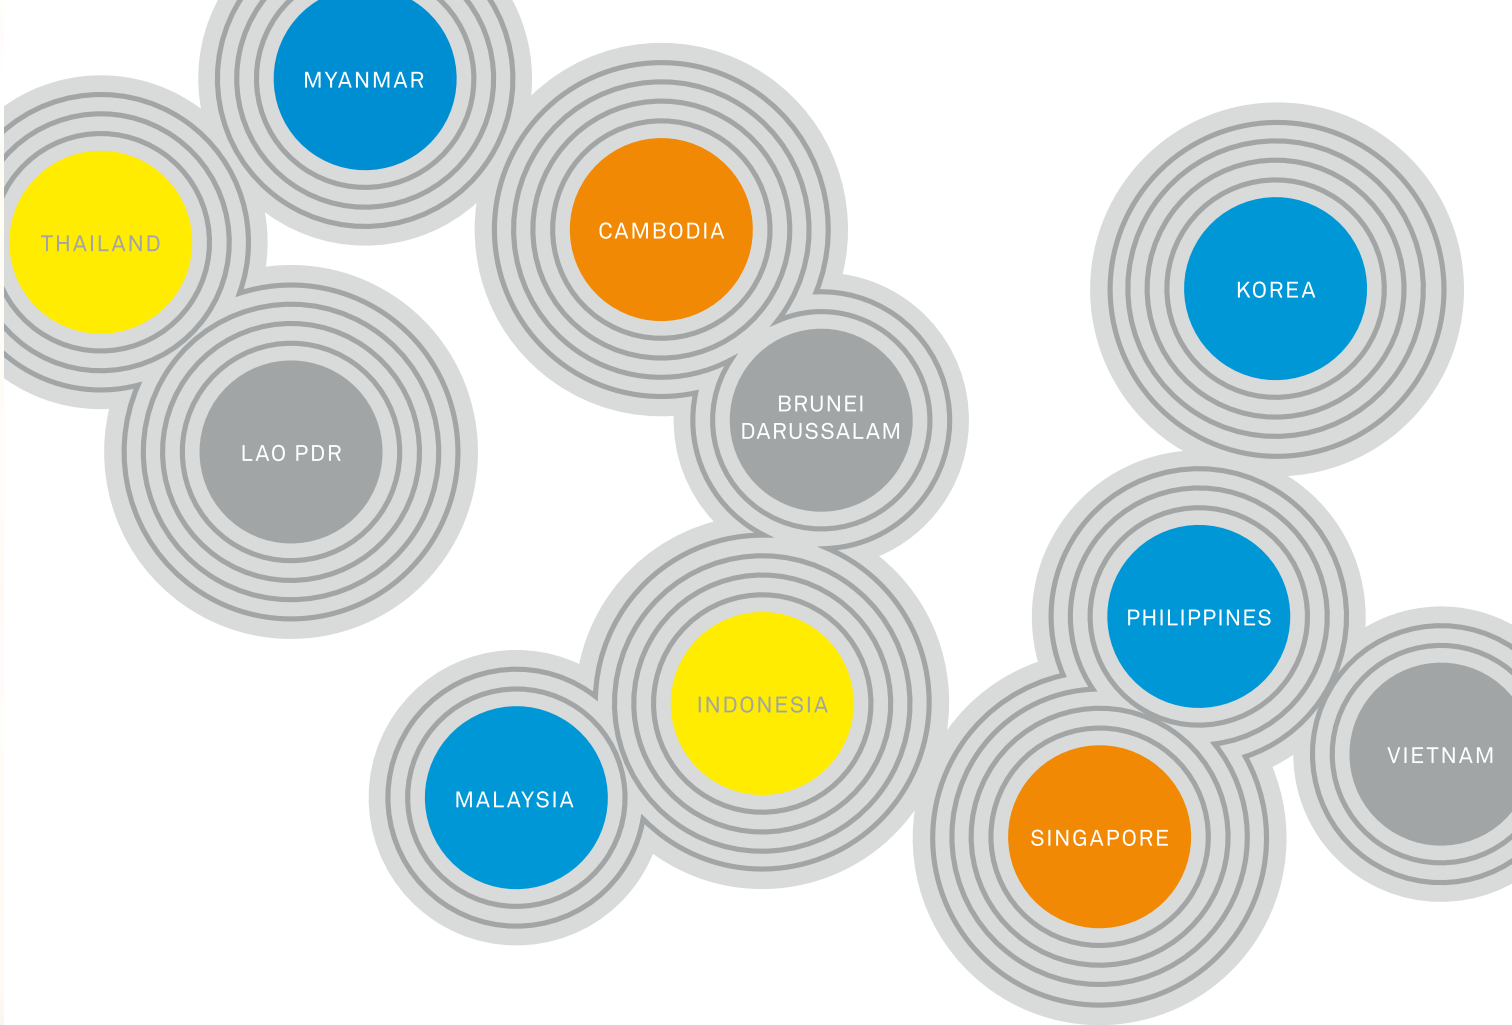 MYANMAR
THAILAND
CAMBODIA
KOREA
BRUNEI
DARUSSALAM
LAO PDR
PHILIPPINES
INDONESIA
VIETNAM
MALAYSIA
SINGAPORE